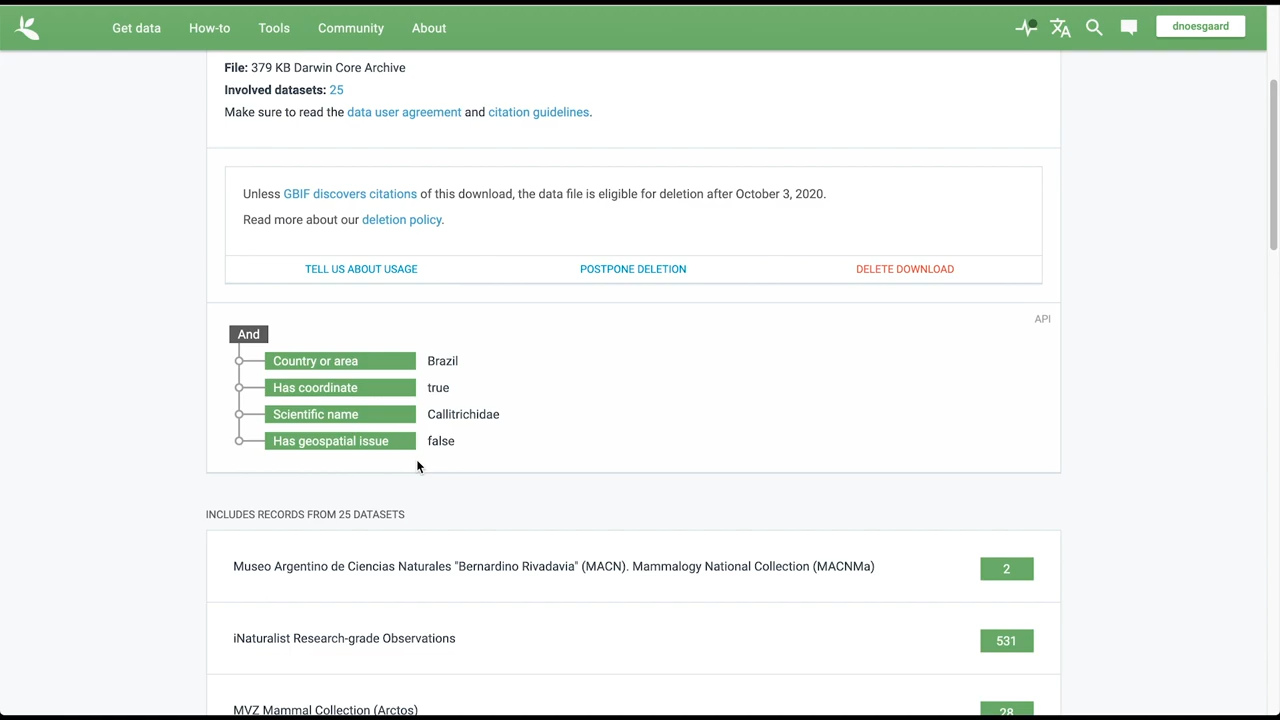 Get data How-to Tools Community About dnoesgaard
File: 379 KB Darwin Core Archive
Involved datasets: 25
Make sure to read the data user agreement and citation guidelines.
Unless GBIF discovers citations of this download, the data file is eligible for deletion after October 3, 2020.
Read more about our deletion policy.
TELL US ABOUT USAGE POSTPONE DELETION DELETE DOWNLOAD
API
And
Country or area Brazil
Has coordinate true
Scientific name Callitrichidae
Has geospatial issue false
INCLUDES RECORDS FROM 25 DATASETS
Museo Argentino de Ciencias Naturales "Bernardino Rivadavia" (MACN). Mammalogy National Collection (MACNMa) 2
iNaturalist Research-grade Observations 531
MVZ Mammal Collection (Arctos) 28